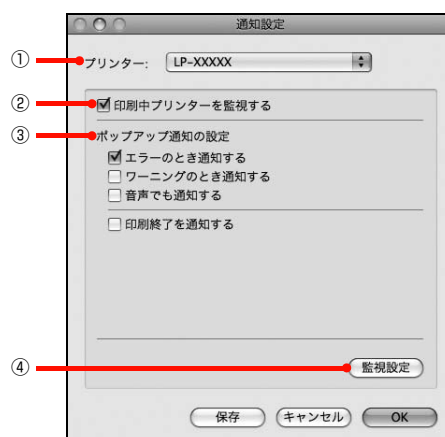 通知設定
① プリンター: LP-XXXXX
② 印刷中プリンターを監視する
③ ポップアップ通知の設定
エラーのとき通知する
ワーニングのとき通知する
音声でも通知する
印刷終了を通知する
④ 監視設定
保存 キャンセル OK